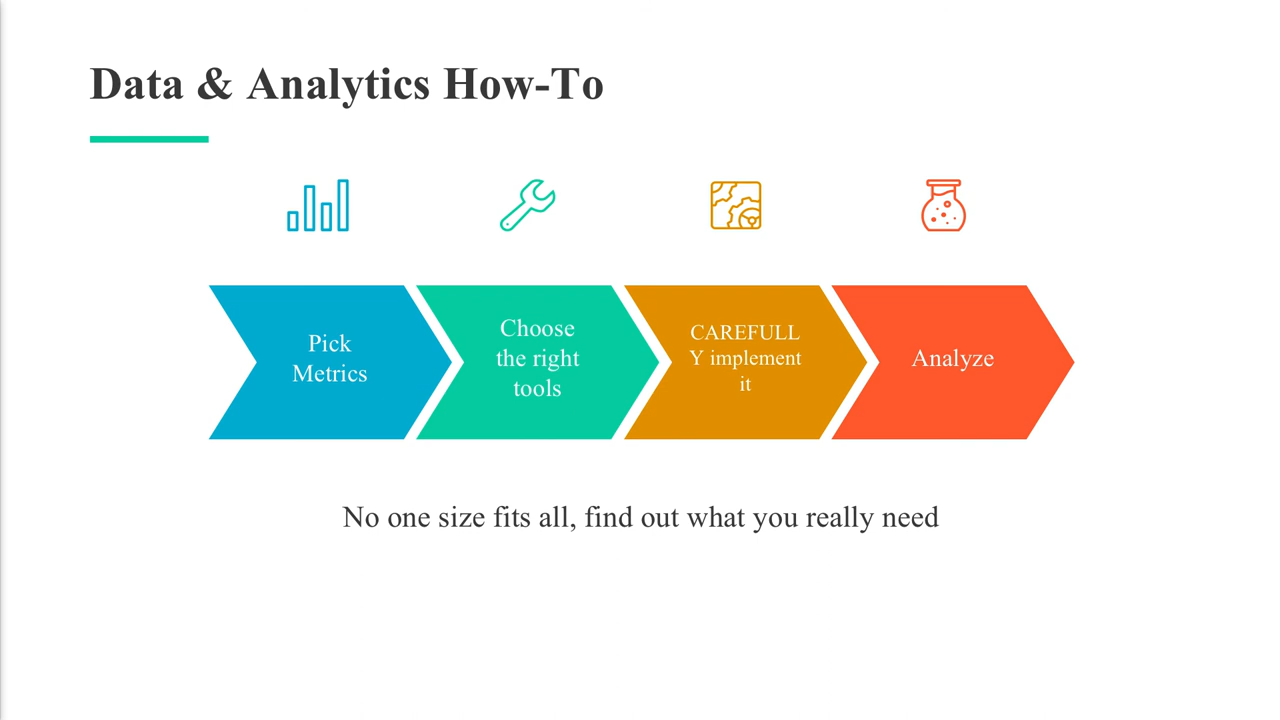 Data & Analytics How-To
Pick
Metrics
Choose
the right
tools
CAREFULL
Y implement
it
Analyze
No one size fits all, find out what you really need